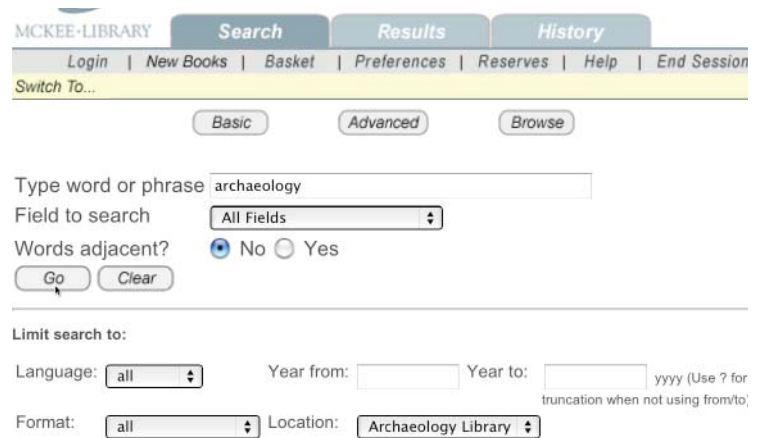 MCKEE·LIBRARY Search Results History
Login | New Books | Basket | Preferences | Reserves | Help | End Session
Switch To...
Basic Advanced Browse
Type word or phrase archaeology
Field to search All Fields
Words adjacent? No Yes
Go Clear
Limit search to:
Language: all Year from: Year to: yyyy (Use ? for
truncation when not using from/to)
Format: all Location: Archaeology Library